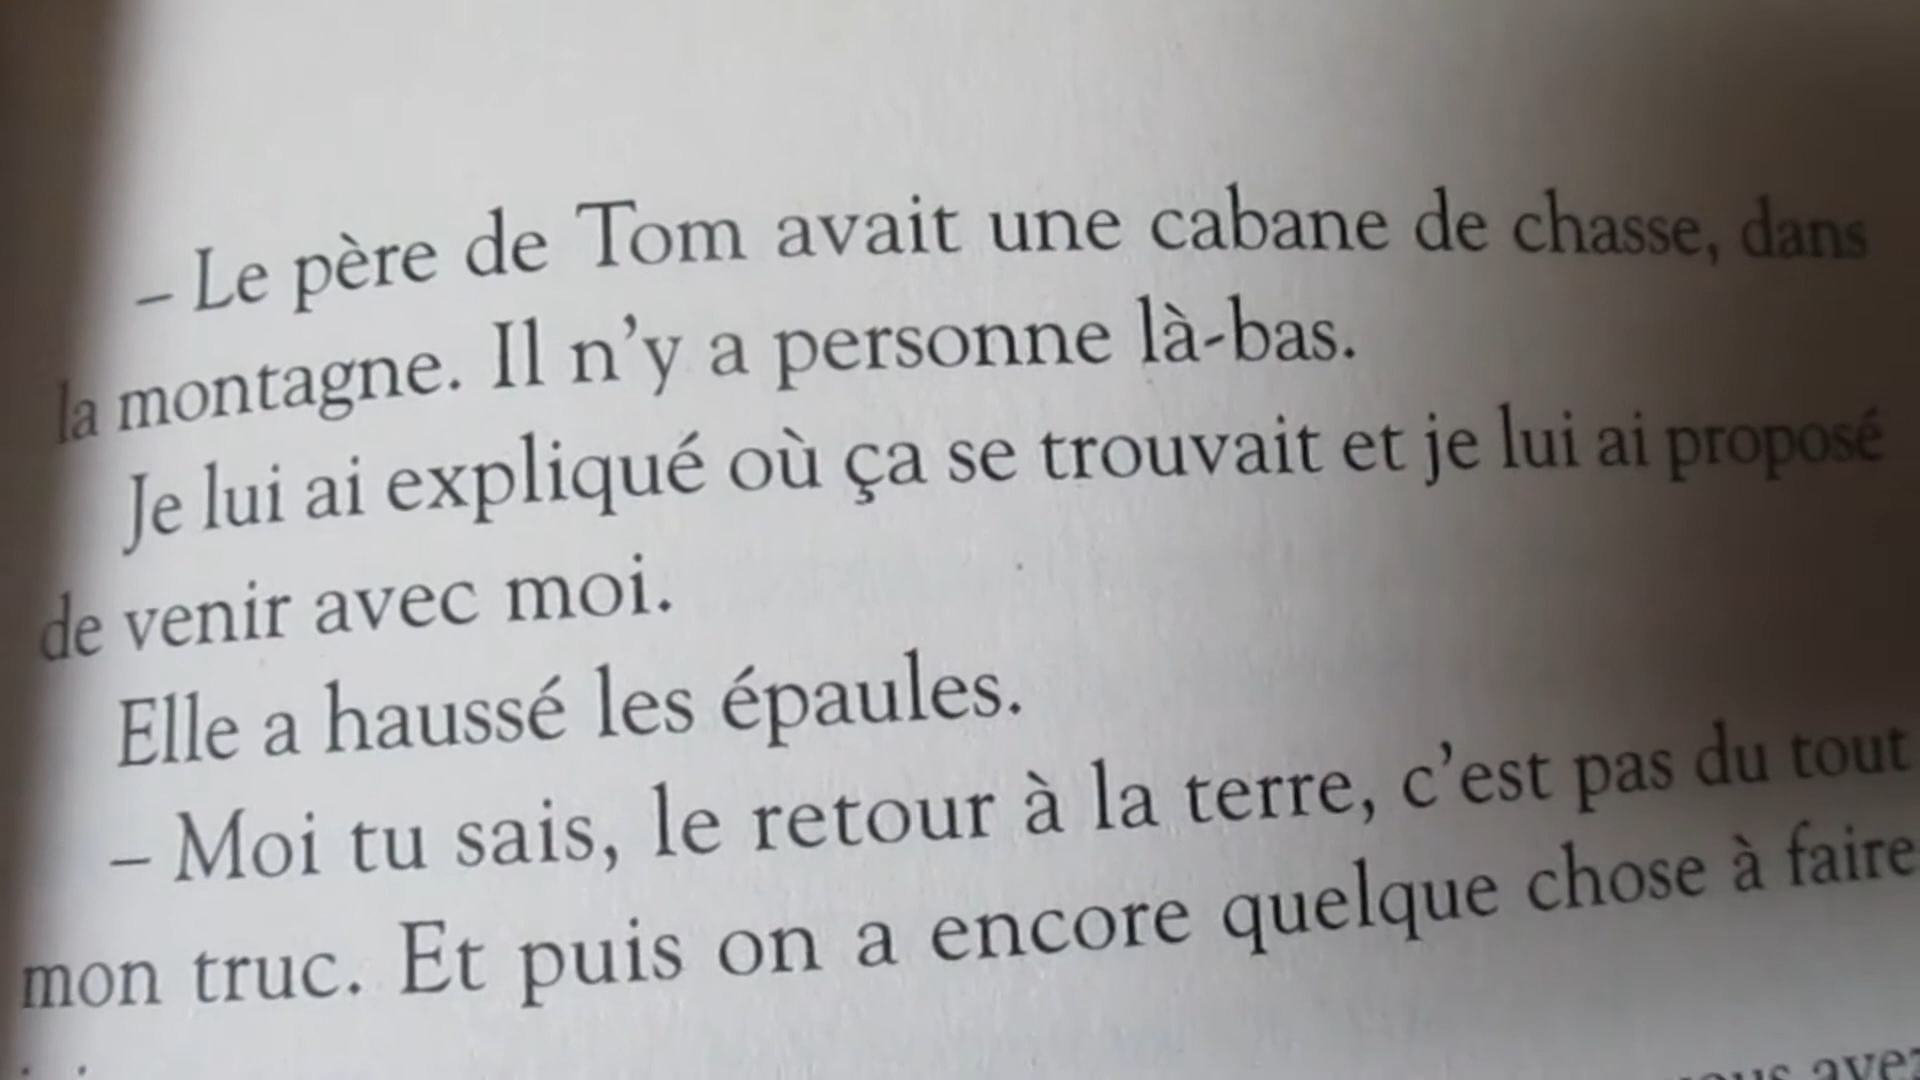 – Le père de Tom avait une cabane de chasse, dans
la montagne. Il n’y a personne là-bas.
Je lui ai expliqué où ça se trouvait et je lui ai proposé
de venir avec moi.
Elle a haussé les épaules.
– Moi tu sais, le retour à la terre, c’est pas du tout
mon truc. Et puis on a encore quelque chose à faire